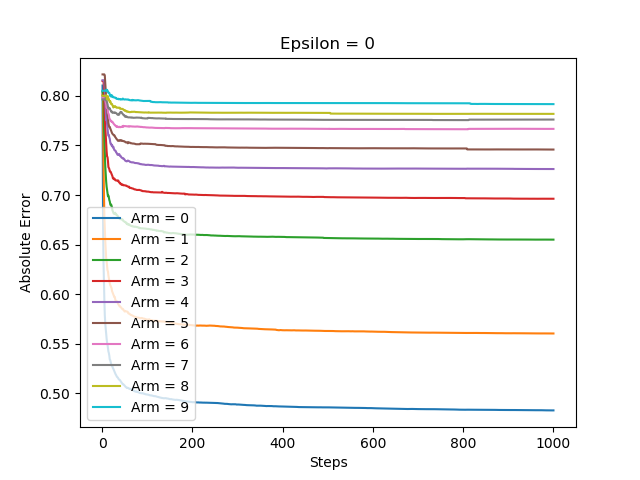 Epsilon = 0
Absolute Error
0.80
0.75
0.70
0.65
0.60
0.55
0.50
Arm = 0
Arm = 1
Arm = 2
Arm = 3
Arm = 4
Arm = 5
Arm = 6
Arm = 7
Arm = 8
Arm = 9
0 200 400 600 800 1000
Steps